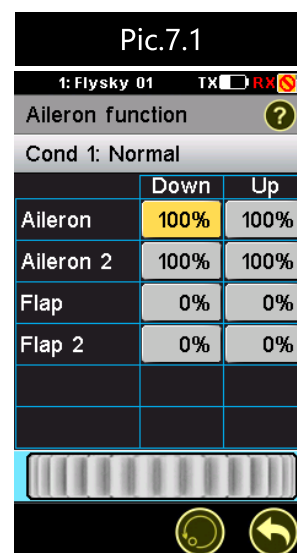 Pic.7.1
1: Flysky 01 TX RX
Aileron function ?
Cond 1: Normal
Down Up
Aileron 100% 100%
Aileron 2 100% 100%
Flap 0% 0%
Flap 2 0% 0%